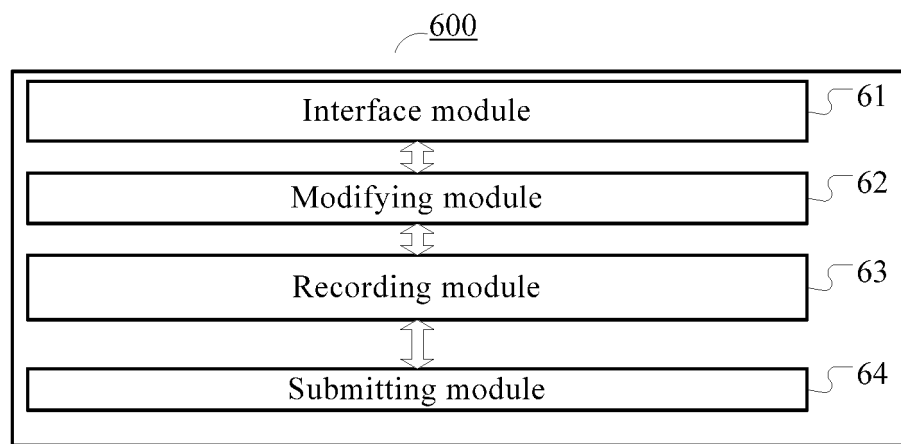 600
Interface module
61
Modifying module
62
Recording module
63
Submitting module
64